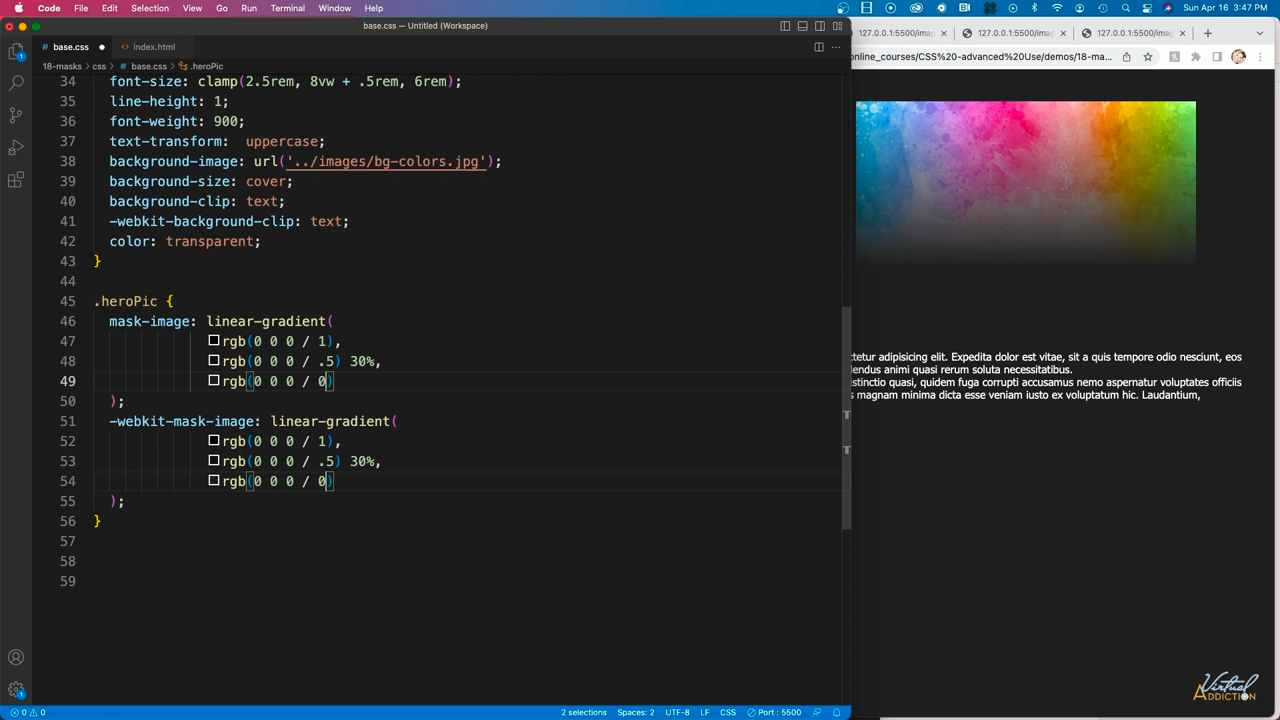 Code File Edit Selection View Go Run Terminal Window Help
Sun Apr 16 3:47 PM
base.css — Untitled (Workspace)
# base.css ● index.html
18-masks > css > # base.css > .heroPic
34 font-size: clamp(2.5rem, 8vw + .5rem, 6rem);
35 line-height: 1;
36 font-weight: 900;
37 text-transform: uppercase;
38 background-image: url('../images/bg-colors.jpg');
39 background-size: cover;
40 background-clip: text;
41 -webkit-background-clip: text;
42 color: transparent;
43 }
44
45 .heroPic {
46 mask-image: linear-gradient(
47 rgb(0 0 0 / 1),
48 rgb(0 0 0 / .5) 30%,
49 rgb(0 0 0 / 0)
50 );
51 -webkit-mask-image: linear-gradient(
52 rgb(0 0 0 / 1),
53 rgb(0 0 0 / .5) 30%,
54 rgb(0 0 0 / 0)
55 );
56 }
57
58
59
0 0 2 selections Spaces: 2 UTF-8 LF CSS Port : 5500
127.0.0.1:5500/imag 127.0.0.1:5500/imag 127.0.0.1:5500/imag
online_courses/CSS%20-advanced%20Use/demos/18-ma...
ctetur adipisicing elit. Expedita dolor est vitae, sit a quis tempore odio nesciunt, eos
lendus animi quasi rerum soluta necessitatibus.
istinctio quasi, quidem fuga corrupti accusamus nemo aspernatur voluptates officiis
s magnam minima dicta esse veniam iusto ex voluptatum hic. Laudantium,
Virtual
ADDICTION